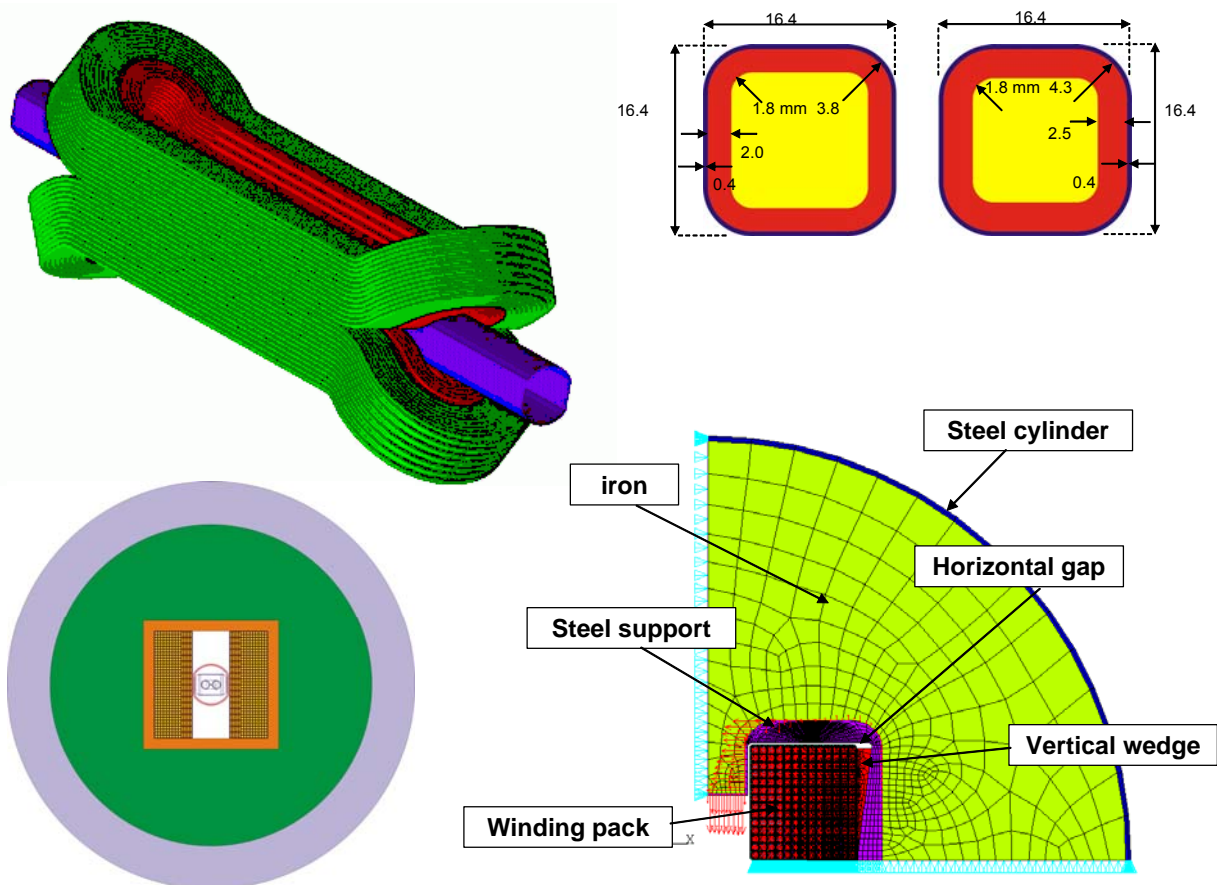 16.4
16.4
16.4
1.8 mm 3.8
2.0
0.4
1.8 mm 4.3
2.5
0.4
16.4
Steel cylinder
iron
Horizontal gap
Steel support
Vertical wedge
Winding pack
X